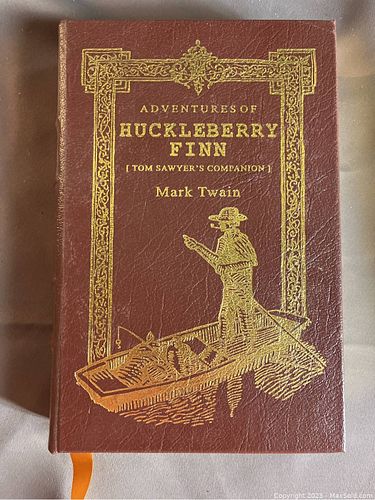 ADVENTURES OF
HUCKLEBERRY
FINN
[ TOM SAWYER'S COMPANION ]
Mark Twain
Copyright 2023 - MaxSold.com